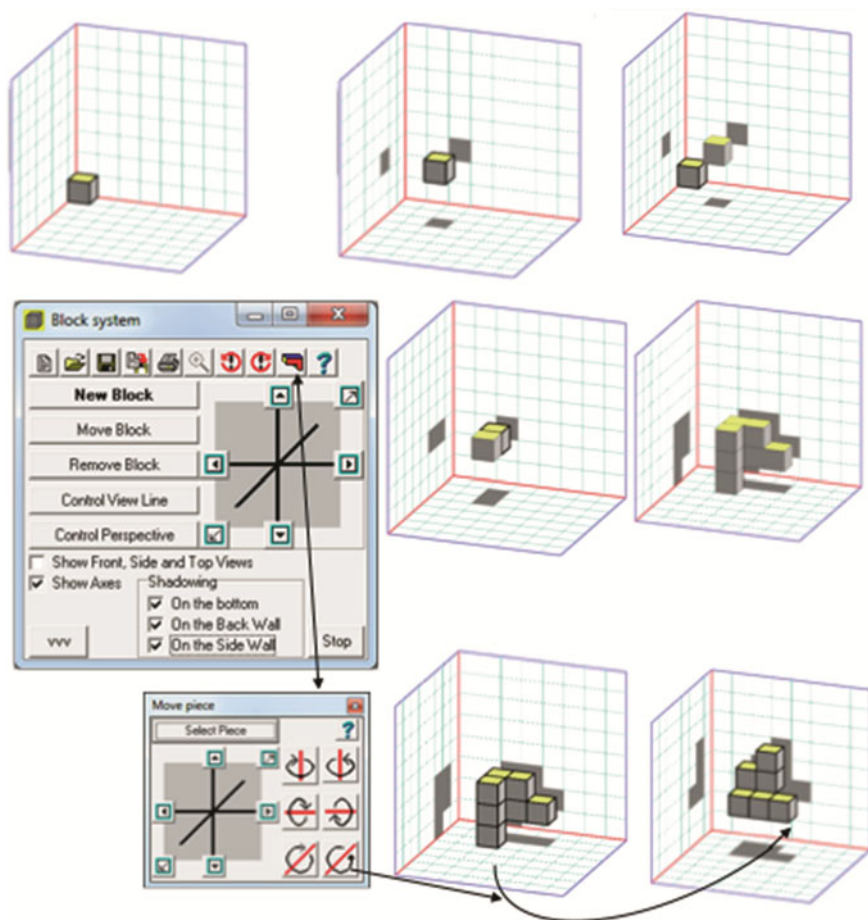 Block system
?
New Block
Move Block
Remove Block
Control View Line
Control Perspective
Show Front, Side and Top Views
Show Axes
Shadowing
On the bottom
On the Back Wall
On the Side Wall
vvv
Stop
Move piece
Select Piece
?